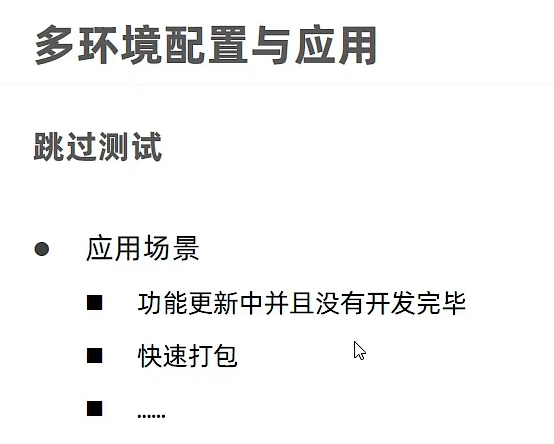 多环境配置与应用
跳过测试
应用场景
功能更新中并且没有开发完毕
快速打包
……